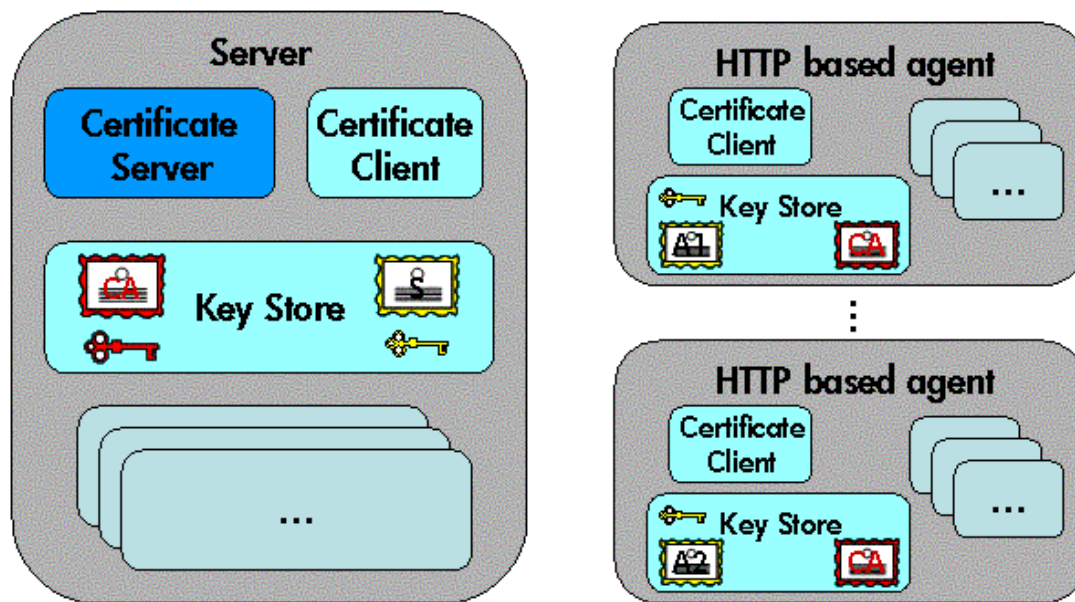 Server
Certificate
Server
Certificate
Client
CA
S
Key Store
...
HTTP based agent
Certificate
Client
...
Key Store
A1
CA
...
HTTP based agent
Certificate
Client
...
Key Store
A2
CA